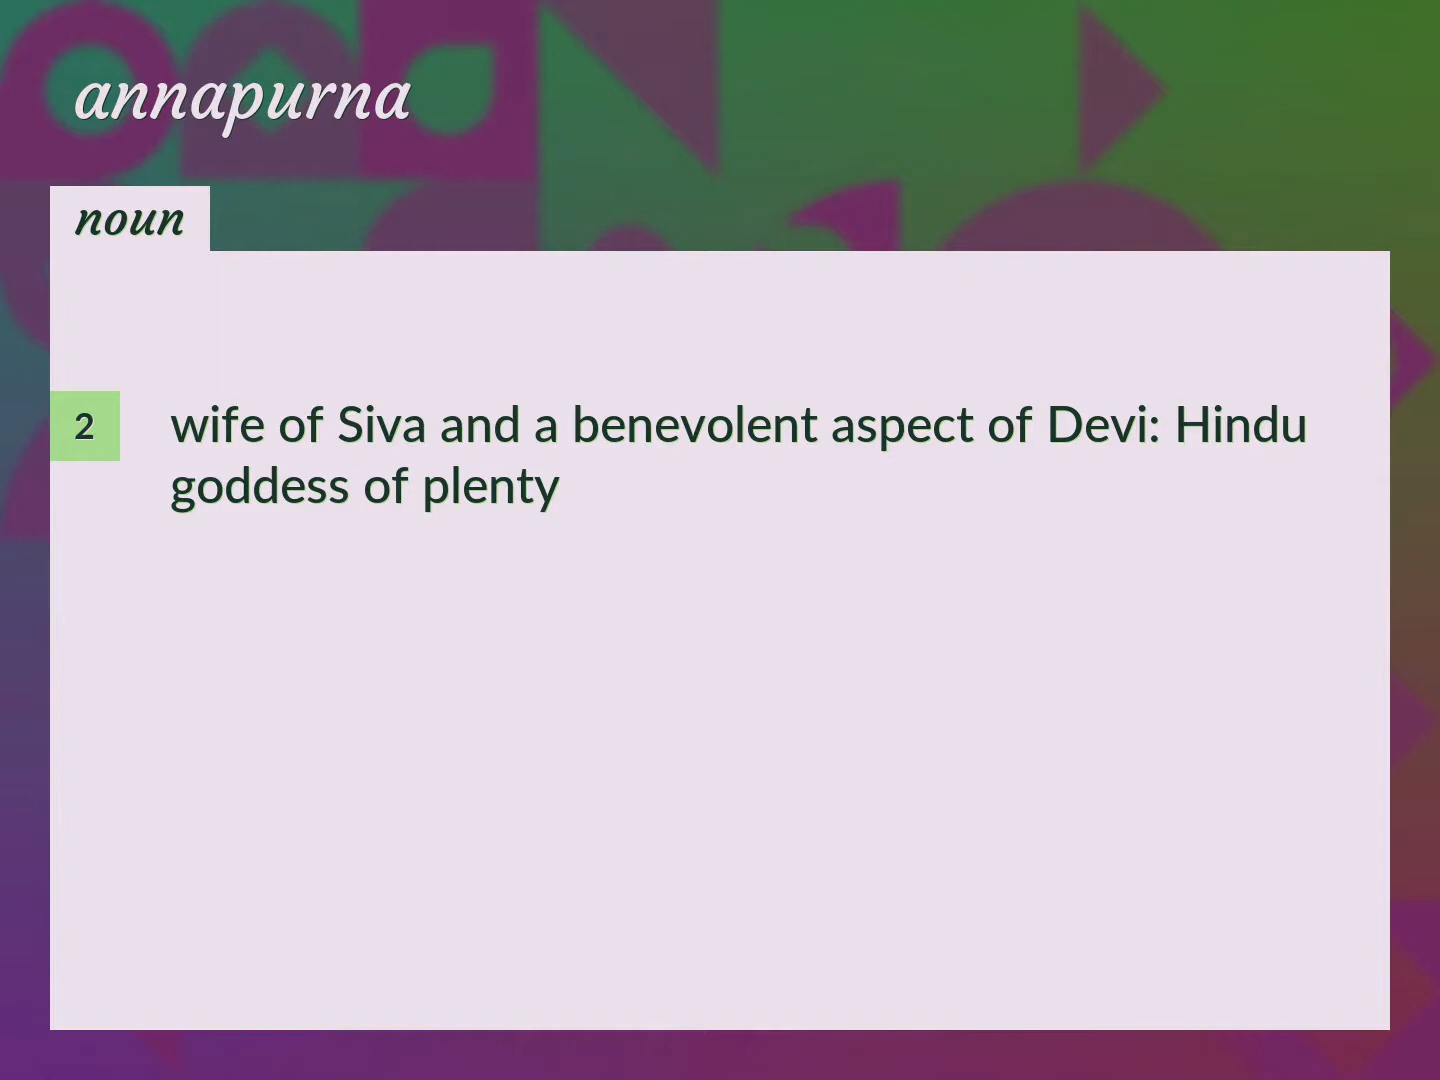 annapurna
noun
2
wife of Siva and a benevolent aspect of Devi: Hindu
goddess of plenty